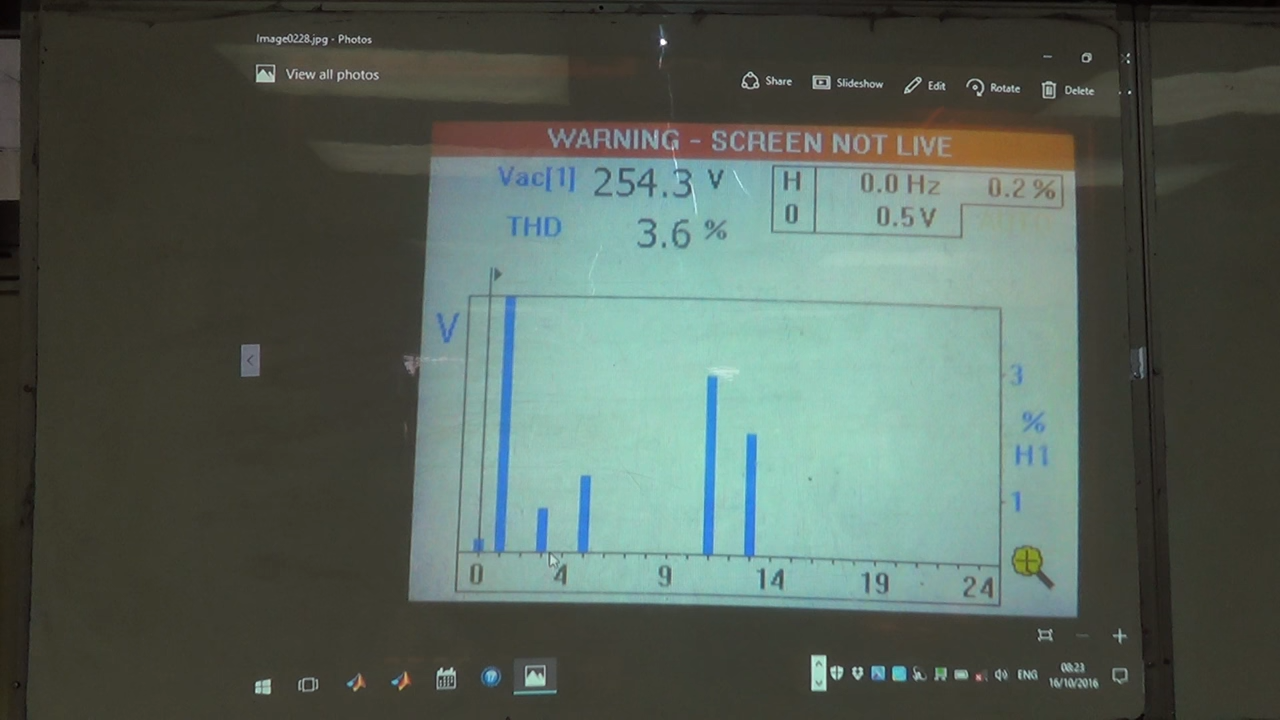 Image0228.jpg - Photos
View all photos
Share Slideshow Edit Rotate Delete
WARNING - SCREEN NOT LIVE
Vac[1] 254.3 V
H 0.0 Hz 0.2 %
0 0.5 V
THD 3.6 %
V
3
%
H1
1
0 4 9 14 19 24
ENG
08:23
16/10/2016